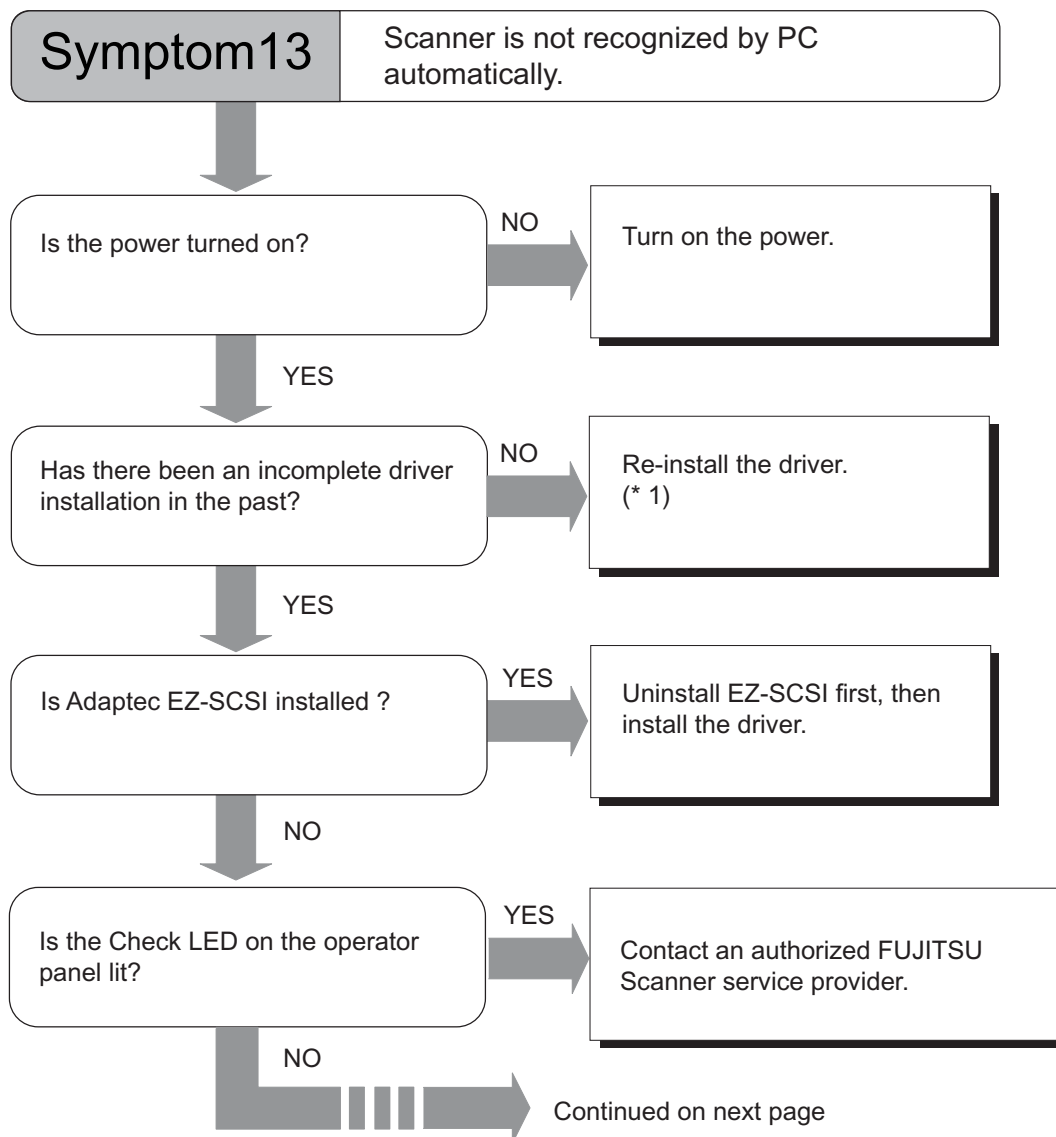 Symptom13
Scanner is not recognized by PC
automatically.
Is the power turned on?
NO
Turn on the power.
YES
Has there been an incomplete driver
installation in the past?
NO
Re-install the driver.
(* 1)
YES
Is Adaptec EZ-SCSI installed ?
YES
Uninstall EZ-SCSI first, then
install the driver.
NO
Is the Check LED on the operator
panel lit?
YES
Contact an authorized FUJITSU
Scanner service provider.
NO
Continued on next page